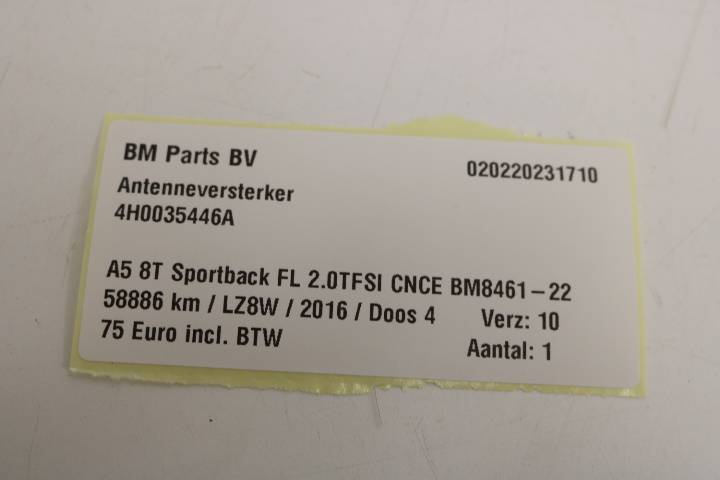 BM Parts BV 020220231710
Antenneversterker
4H0035446A
A5 8T Sportback FL 2.0TFSI CNCE BM8461-22
58886 km / LZ8W / 2016 / Doos 4 Verz: 10
75 Euro incl. BTW Aantal: 1